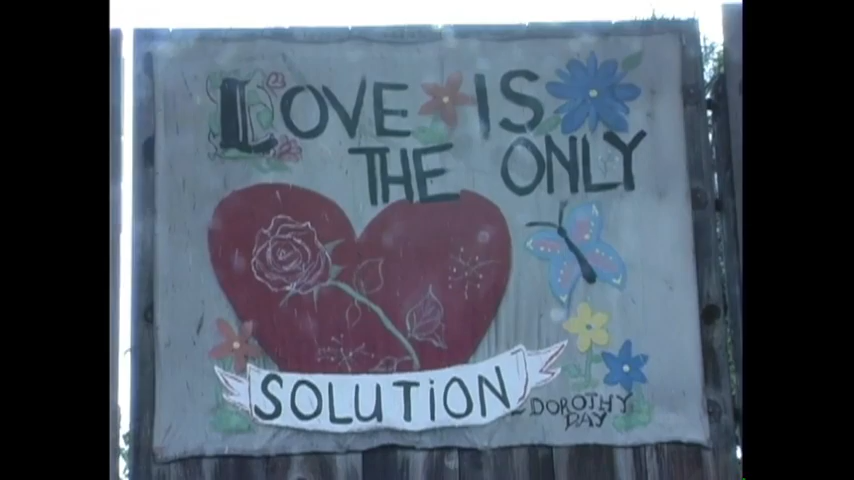 LOVE IS
THE ONLY
SOLUTION
- DOROTHY
DAY